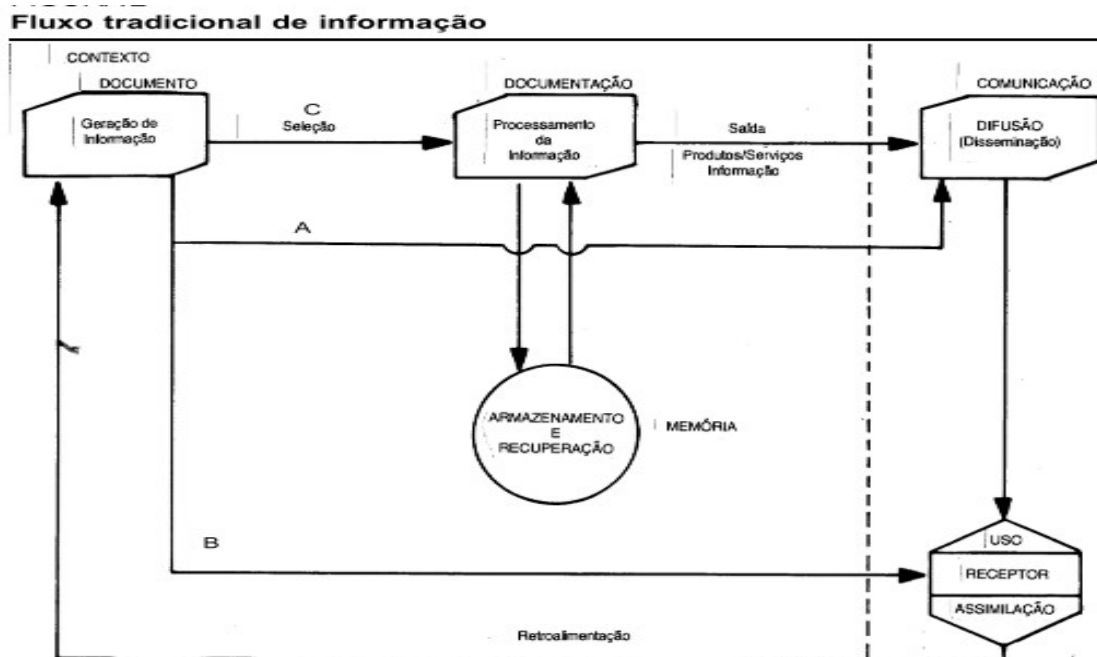 Fluxo tradicional de informação
CONTEXTO
DOCUMENTO
DOCUMENTAÇÃO
COMUNICAÇÃO
Geração de
Informação
C
Seleção
Processamento
da
Informação
Saída
Produtos/Serviços
Informação
DIFUSÃO
(Disseminação)
A
ARMAZENAMENTO
E
RECUPERAÇÃO
MEMÓRIA
B
USO
RECEPTOR
ASSIMILAÇÃO
Retroalimentação